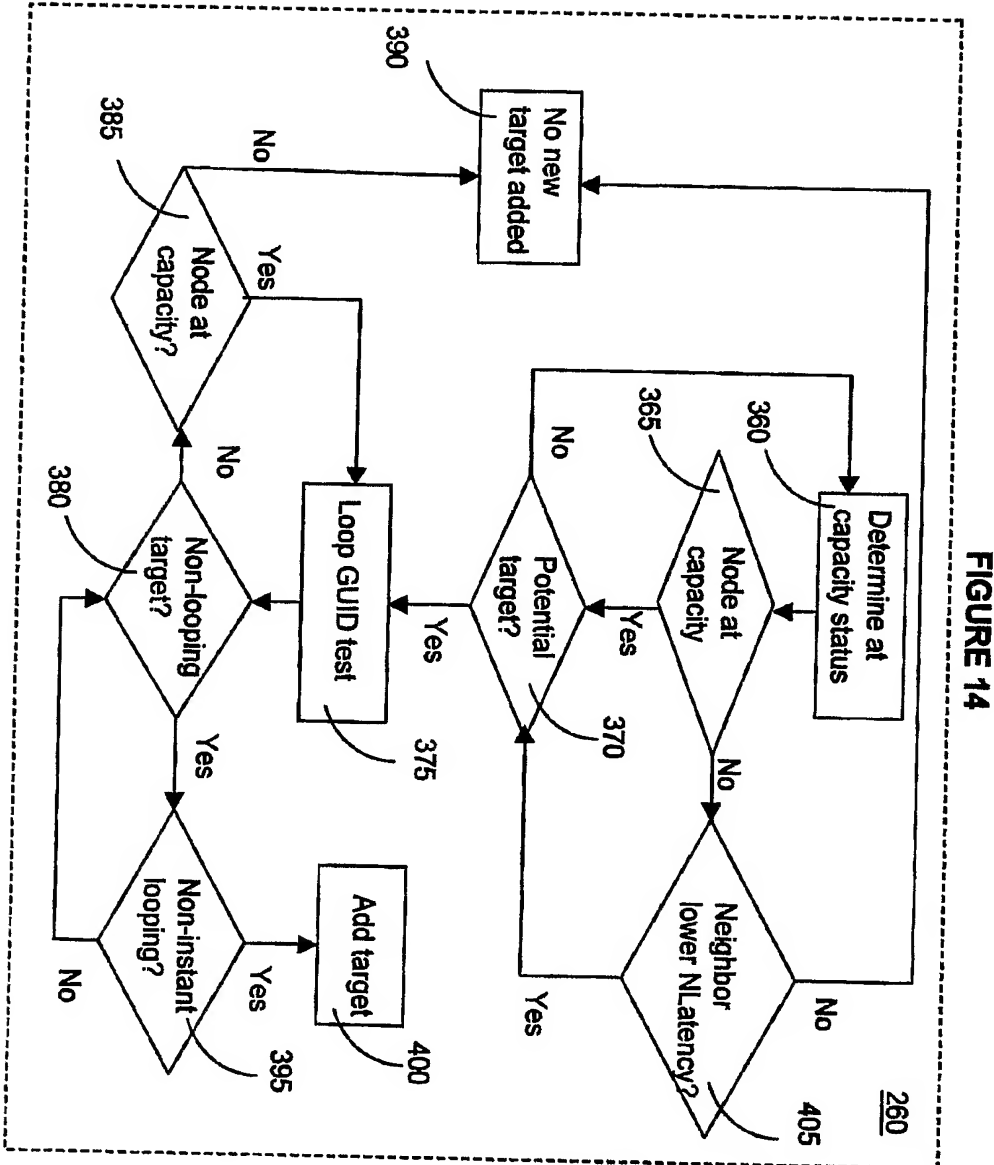 FIGURE 14
260
Determine at
capacity status
360
Node at
capacity
365
No
Neighbor
lower NLatency?
405
No
Yes
Yes
Potential
target?
370
No
Yes
Loop GUID test
375
Non-looping
target?
380
No
Yes
Node at
capacity?
385
Yes
No
No new
target added
390
Non-instant
looping?
395
No
Yes
Add target
400